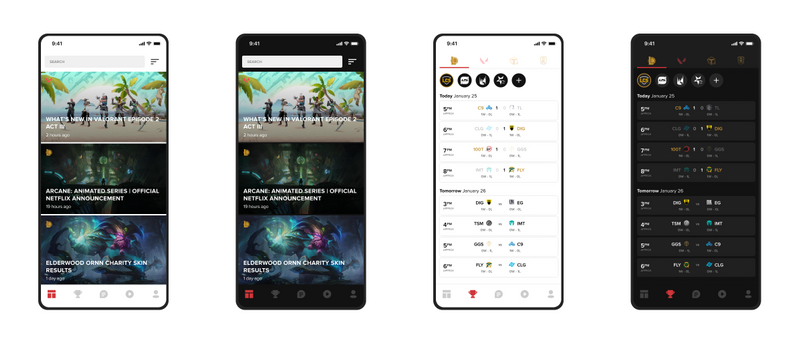 9:41
SEARCH
WHAT'S NEW IN VALORANT EPISODE 2
ACT II
2 hours ago
ARCANE: ANIMATED SERIES | OFFICIAL
NETFLIX ANNOUNCEMENT
19 hours ago
ELDERWOOD ORNN CHARITY SKIN
RESULTS
1 day ago
9:41
SEARCH
WHAT'S NEW IN VALORANT EPISODE 2
ACT II
2 hours ago
ARCANE: ANIMATED SERIES | OFFICIAL
NETFLIX ANNOUNCEMENT
19 hours ago
ELDERWOOD ORNN CHARITY SKIN
RESULTS
1 day ago
9:41
Today January 25
5PM C9 1 0 TL
6PM CLG 0 1 DIG
7PM 100T 1 0 GGS
8PM IMT 0 1 FLY
Tomorrow January 26
3PM DIG vs EG
4PM TSM vs IMT
5PM GGS vs C9
6PM FLY vs CLG
9:41
Today January 25
5PM C9 1 0 TL
6PM CLG 0 1 DIG
7PM 100T 1 0 GGS
8PM IMT 0 1 FLY
Tomorrow January 26
3PM DIG vs EG
4PM TSM vs IMT
5PM GGS vs C9
6PM FLY vs CLG